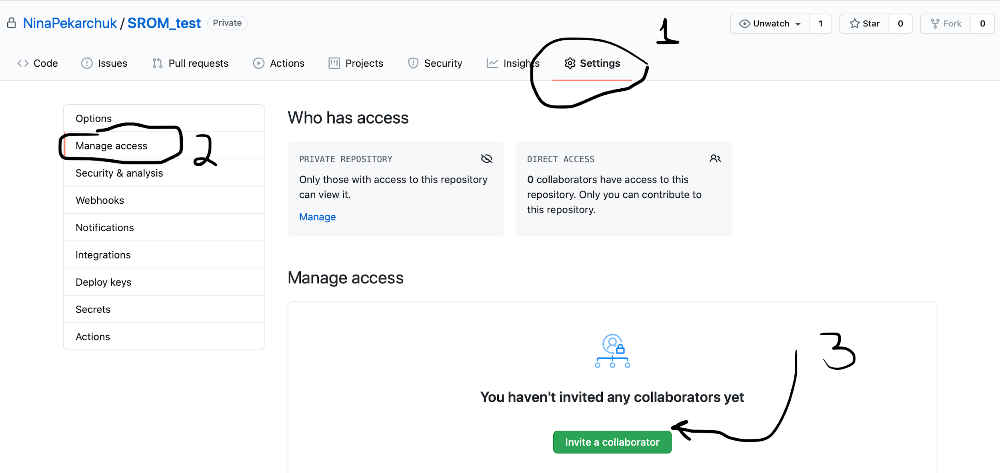 NinaPekarchuk / SROM_test Private
Unwatch 1 Star 0 Fork 0
1
Code Issues Pull requests Actions Projects Security Insights Settings
Options
Manage access
2
Security & analysis
Webhooks
Notifications
Integrations
Deploy keys
Secrets
Actions
Who has access
PRIVATE REPOSITORY
Only those with access to this repository
can view it.
Manage
DIRECT ACCESS
0 collaborators have access to this
repository. Only you can contribute to
this repository.
Manage access
3
You haven't invited any collaborators yet
Invite a collaborator